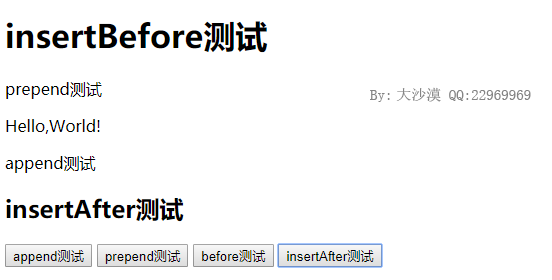 insertBefore测试
prepend测试
By: 大沙漠 QQ:22969969
Hello,World!
append测试
insertAfter测试
append测试 prepend测试 before测试 insertAfter测试